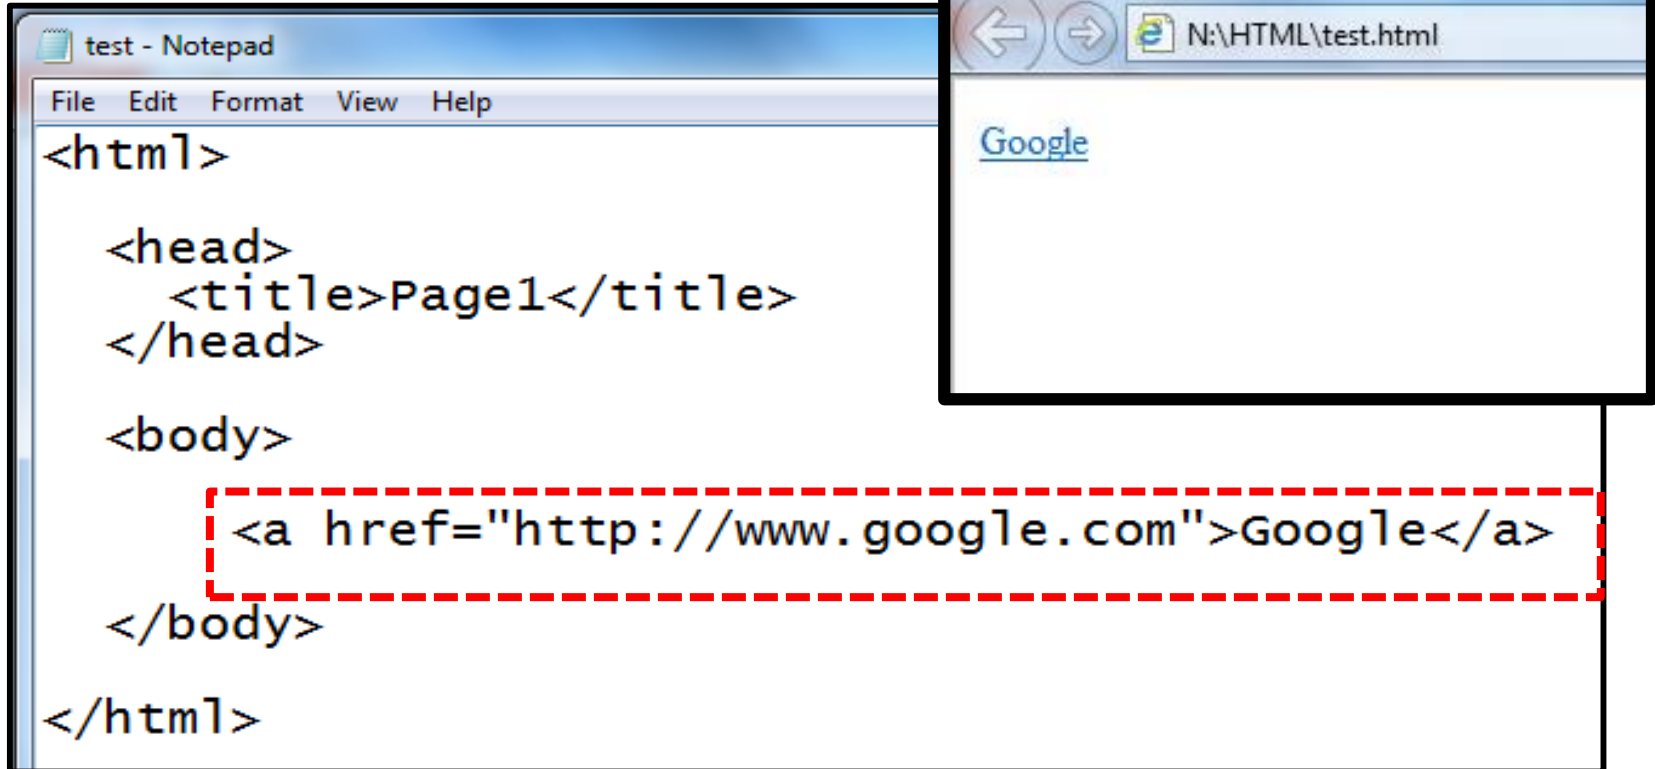 test - Notepad
File Edit Format View Help
<html>
<head>
<title>Page1</title>
</head>
<body>
<a href="http://www.google.com">Google</a>
</body>
</html>
N:\HTML\test.html
Google